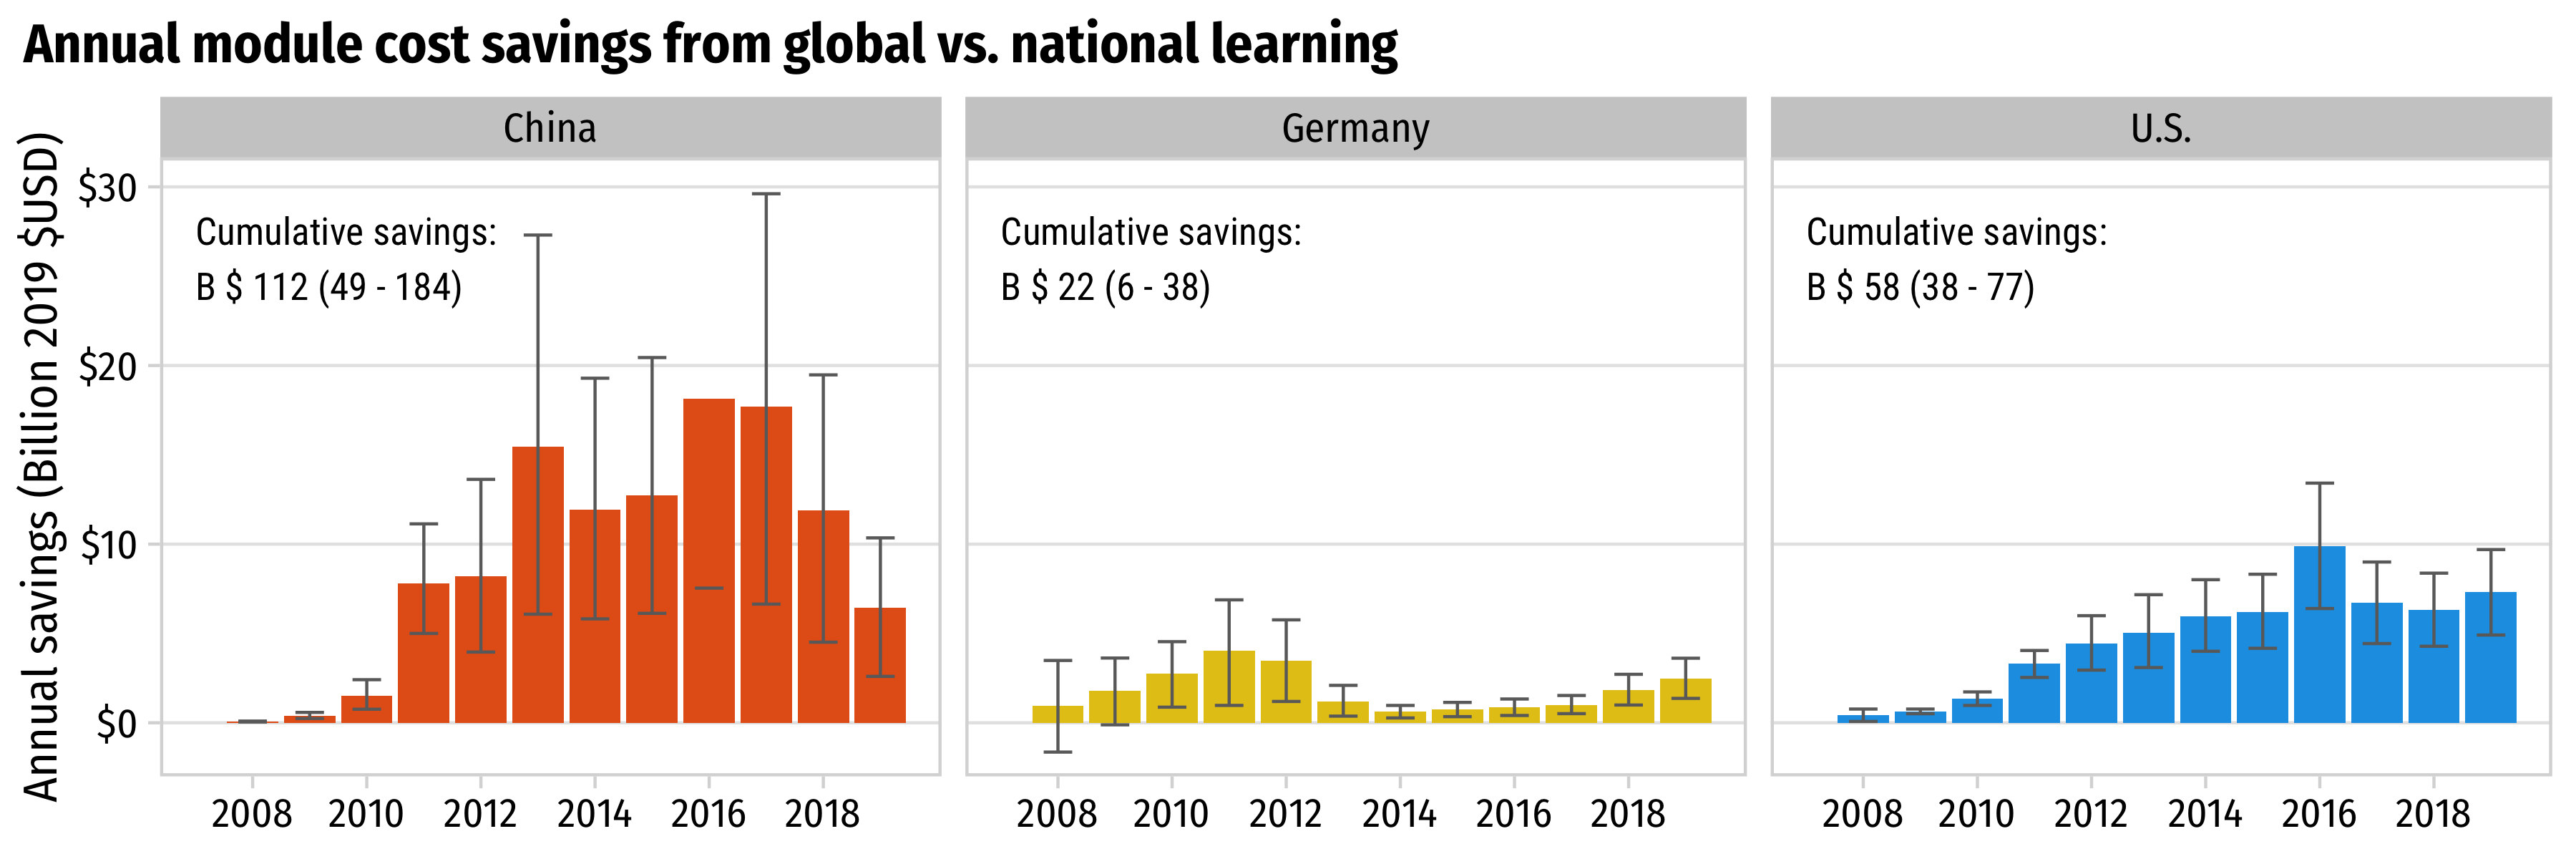 Annual module cost savings from global vs. national learning
China
Germany
U.S.
Annual savings (Billion 2019 $USD)
$30
$20
$10
$0
Cumulative savings:
B $ 112 (49 - 184)
Cumulative savings:
B $ 22 (6 - 38)
Cumulative savings:
B $ 58 (38 - 77)
2008 2010 2012 2014 2016 2018
2008 2010 2012 2014 2016 2018
2008 2010 2012 2014 2016 2018